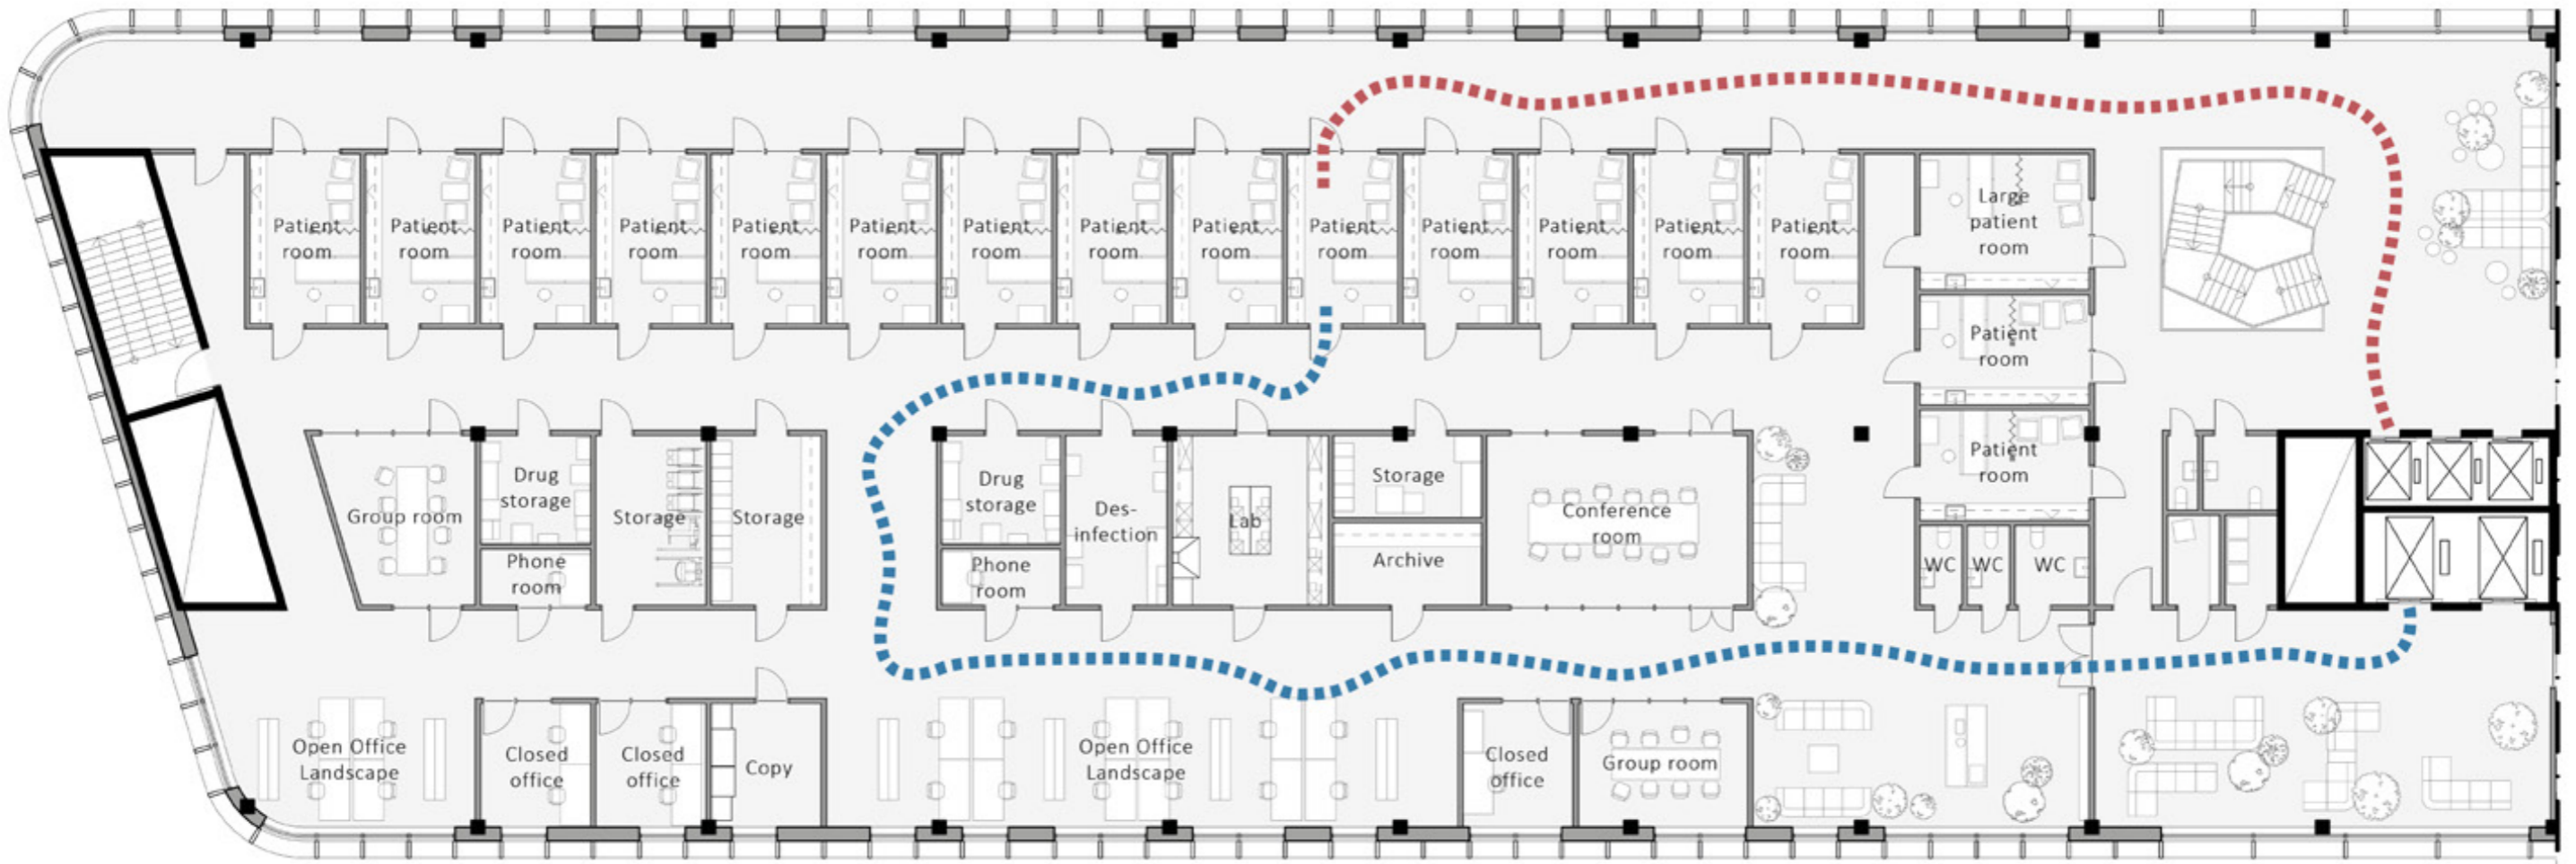 Patient
room
Patient
room
Patient
room
Patient
room
Patient
room
Patient
room
Patient
room
Patient
room
Patient
room
Patient
room
Patient
room
Patient
room
Patient
room
Patient
room
Large
patient
room
Patient
room
Patient
room
Group room
Drug
storage
Phone
room
Storage
Storage
Drug
storage
Phone
room
Des-
infection
Lab
Storage
Archive
Conference
room
WC
WC
WC
Open Office
Landscape
Closed
office
Closed
office
Copy
Open Office
Landscape
Closed
office
Group room